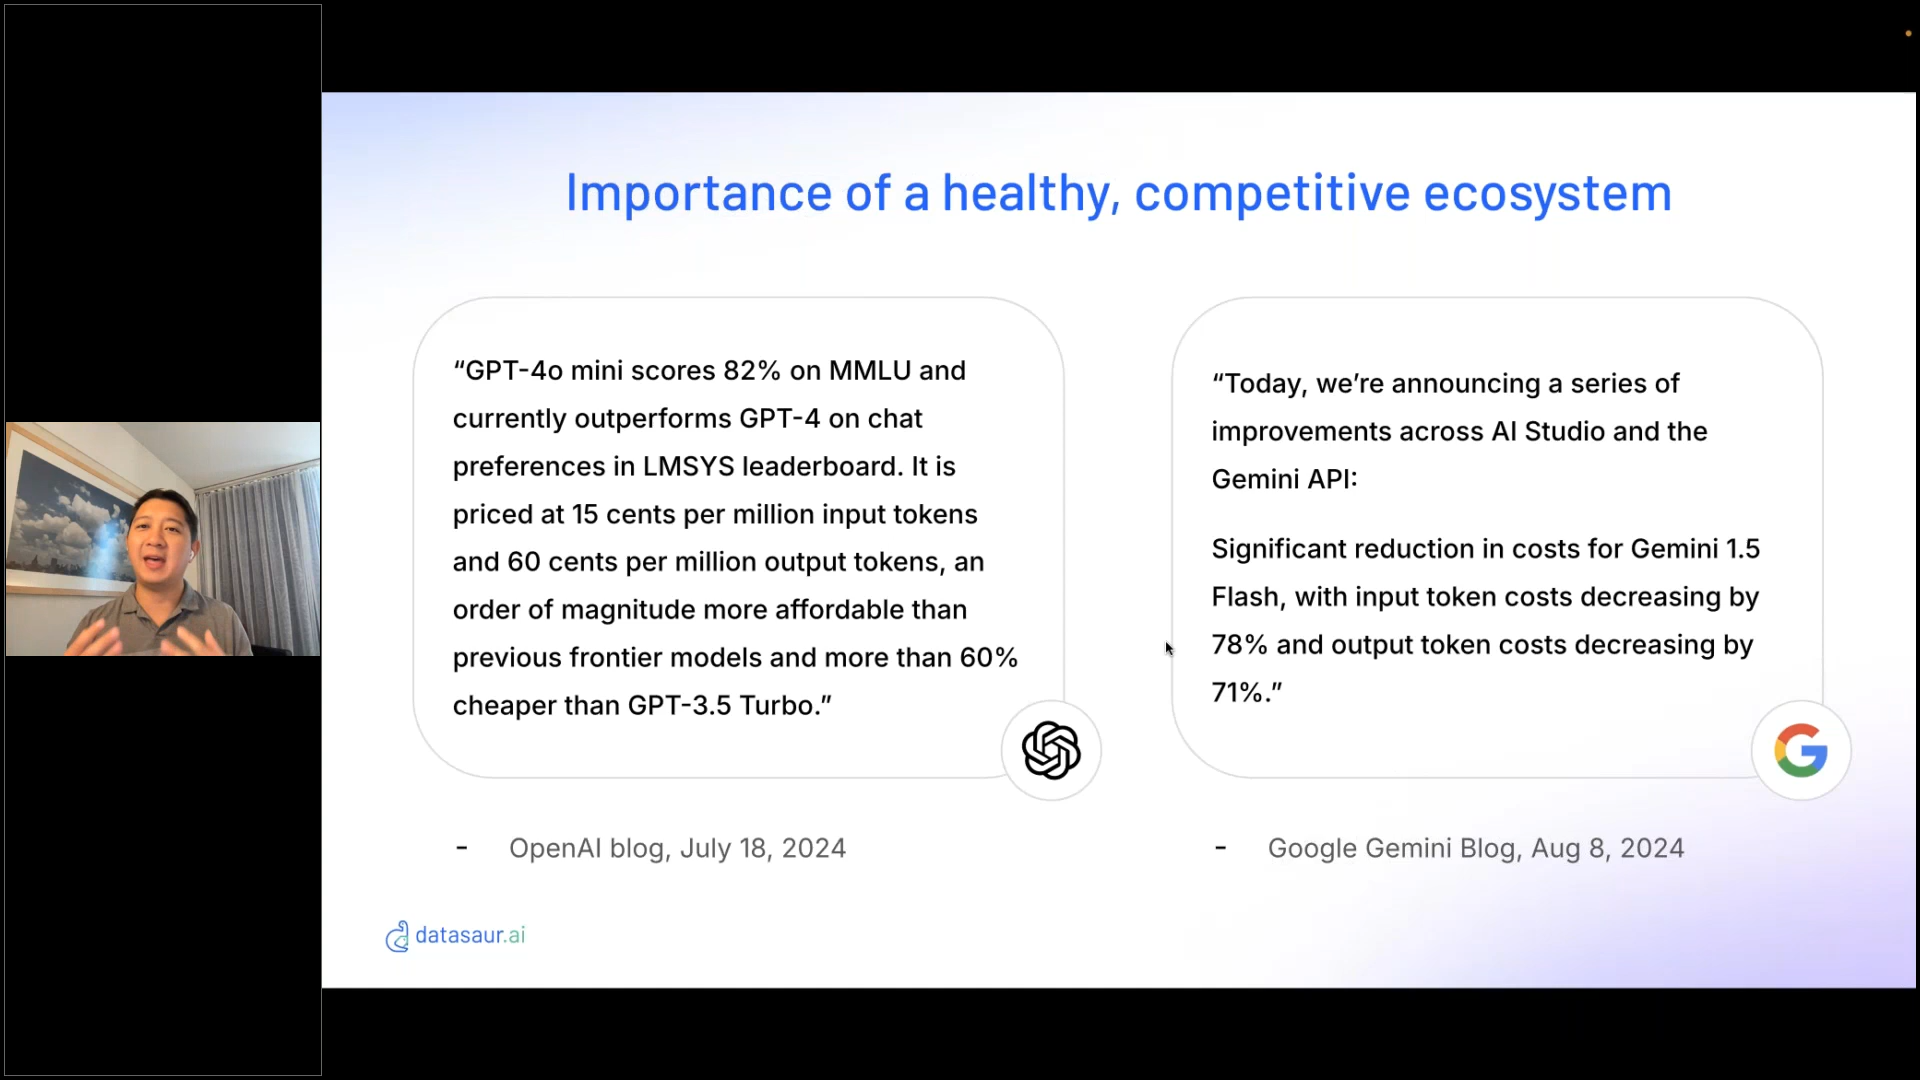 Importance of a healthy, competitive ecosystem
“GPT-4o mini scores 82% on MMLU and
currently outperforms GPT-4 on chat
preferences in LMSYS leaderboard. It is
priced at 15 cents per million input tokens
and 60 cents per million output tokens, an
order of magnitude more affordable than
previous frontier models and more than 60%
cheaper than GPT-3.5 Turbo.”
- OpenAI blog, July 18, 2024
“Today, we’re announcing a series of
improvements across AI Studio and the
Gemini API:
Significant reduction in costs for Gemini 1.5
Flash, with input token costs decreasing by
78% and output token costs decreasing by
71%.”
- Google Gemini Blog, Aug 8, 2024
datasaur.ai